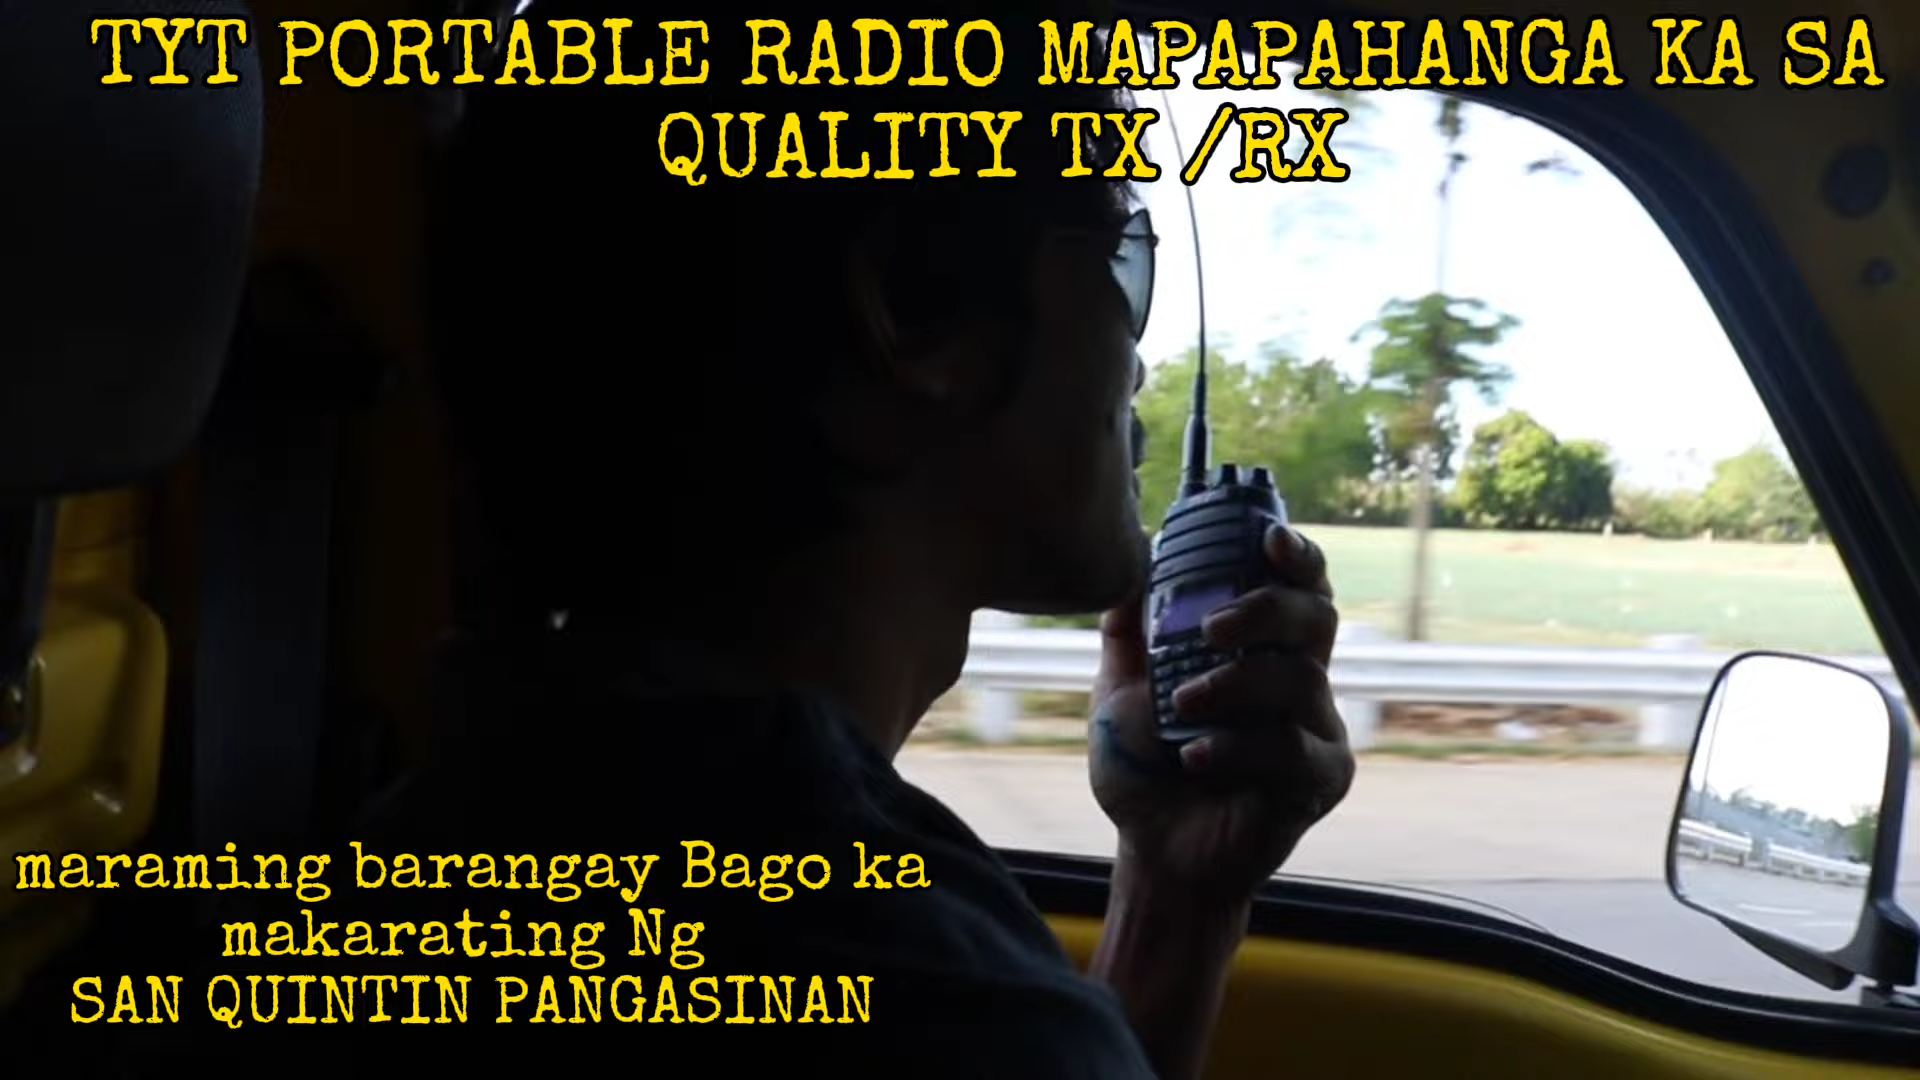 TYT PORTABLE RADIO MAPAPAHANGA KA SA
QUALITY TX /RX
maraming barangay Bago ka
makarating Ng
SAN QUINTIN PANGASINAN